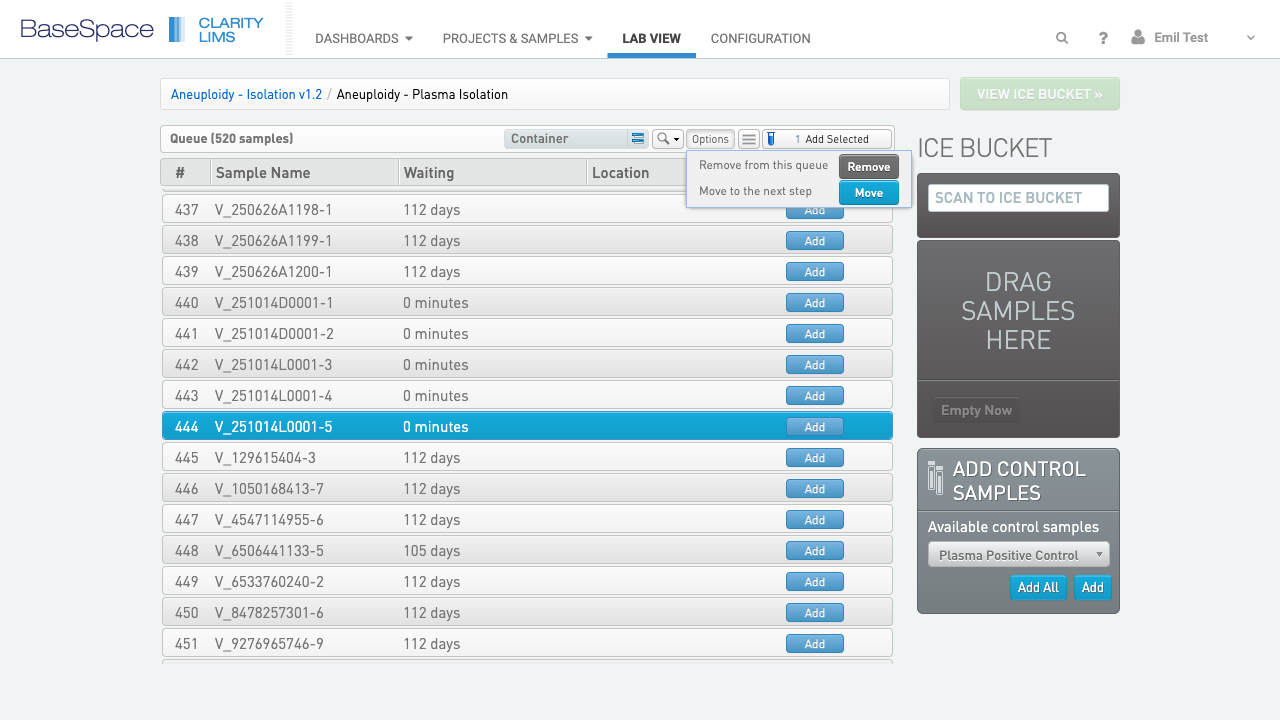 BaseSpace CLARITY LIMS
DASHBOARDS PROJECTS & SAMPLES LAB VIEW CONFIGURATION ? Emil Test
Aneuploidy - Isolation v1.2 / Aneuploidy - Plasma Isolation
VIEW ICE BUCKET »
Queue (520 samples) Container Options 1 Add Selected
Remove from this queue Remove
Move to the next step Move
# Sample Name Waiting Location
437 V_250626A1198-1 112 days Add
438 V_250626A1199-1 112 days Add
439 V_250626A1200-1 112 days Add
440 V_251014D0001-1 0 minutes Add
441 V_251014D0001-2 0 minutes Add
442 V_251014L0001-3 0 minutes Add
443 V_251014L0001-4 0 minutes Add
444 V_251014L0001-5 0 minutes Add
445 V_129615404-3 112 days Add
446 V_1050168413-7 112 days Add
447 V_4547114955-6 112 days Add
448 V_6506441133-5 105 days Add
449 V_6533760240-2 112 days Add
450 V_8478257301-6 112 days Add
451 V_9276965746-9 112 days Add
ICE BUCKET
SCAN TO ICE BUCKET
DRAG
SAMPLES
HERE
Empty Now
ADD CONTROL
SAMPLES
Available control samples
Plasma Positive Control
Add All Add